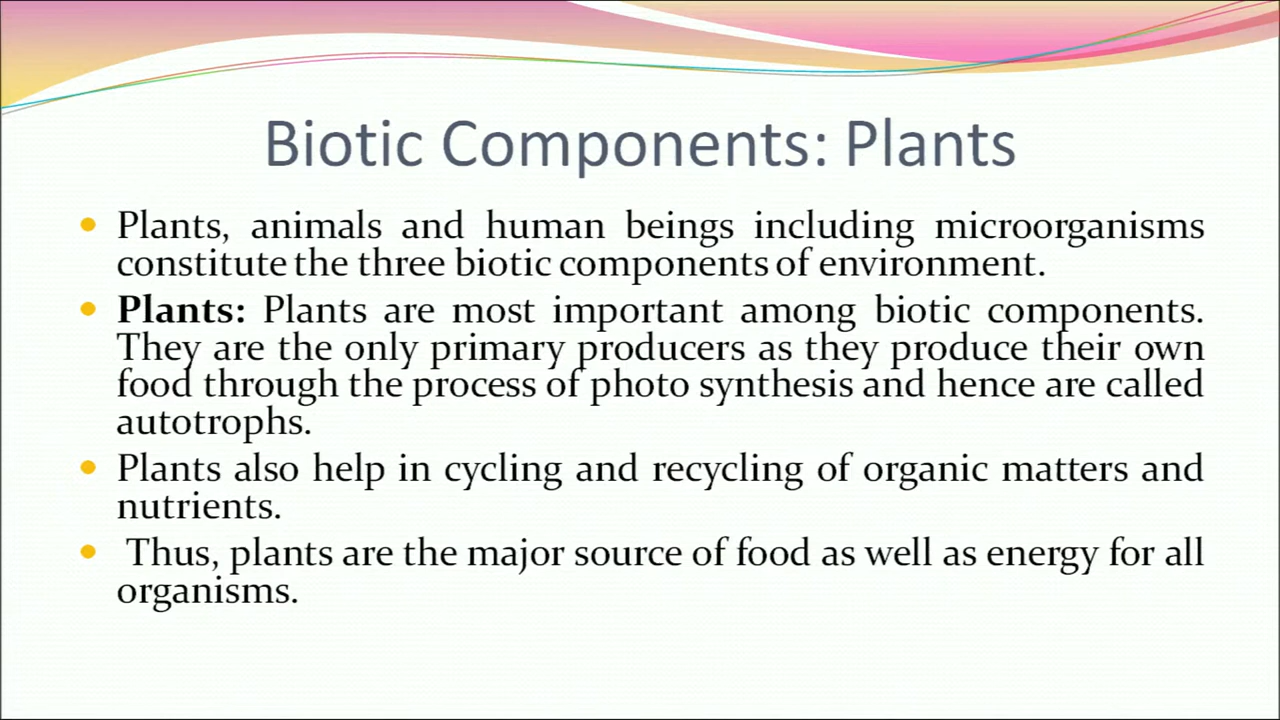 Biotic Components: Plants
Plants, animals and human beings including microorganisms
constitute the three biotic components of environment.
Plants: Plants are most important among biotic components.
They are the only primary producers as they produce their own
food through the process of photo synthesis and hence are called
autotrophs.
Plants also help in cycling and recycling of organic matters and
nutrients.
Thus, plants are the major source of food as well as energy for all
organisms.